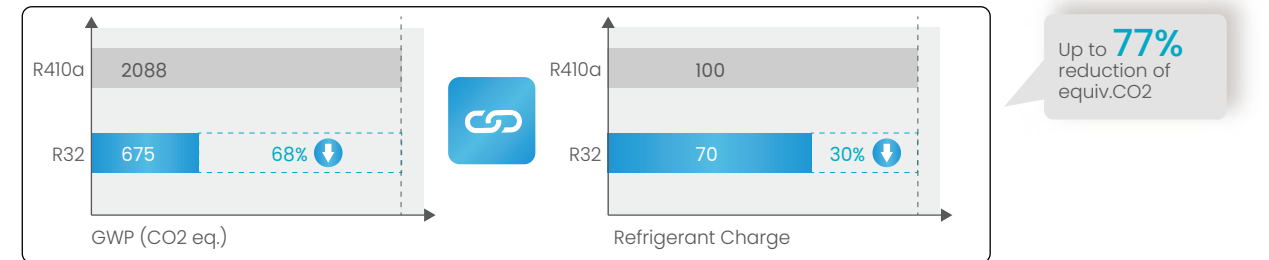 R410a 2088
R32 675 68%
GWP (CO2 eq.)
R410a 100
R32 70 30%
Refrigerant Charge
Up to 77%
reduction of
equiv.CO2